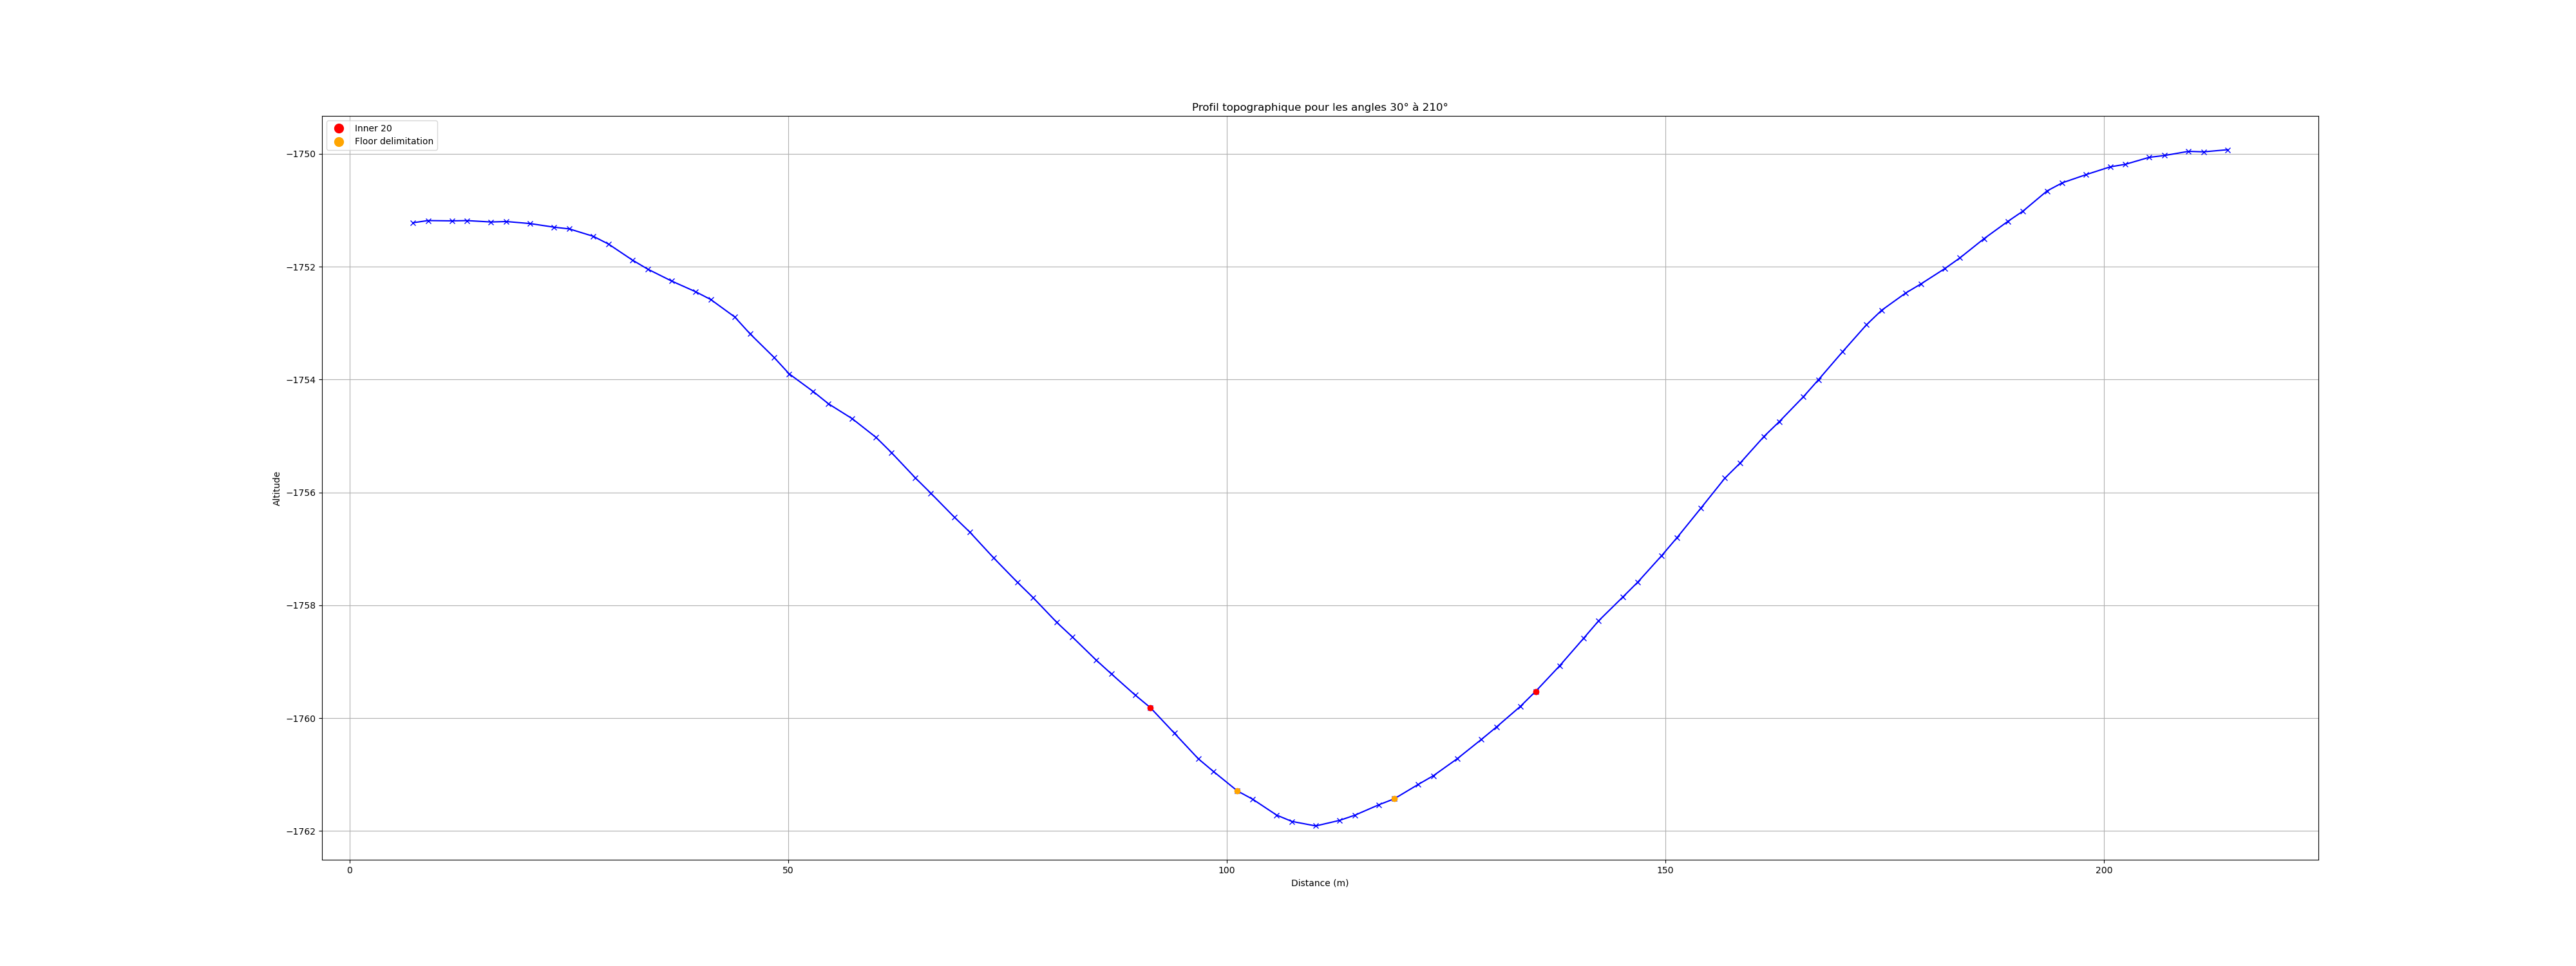 Profil topographique pour les angles 30° à 210°
Inner 20
Floor delimitation
Altitude
−1750
−1752
−1754
−1756
−1758
−1760
−1762
0
50
100
150
200
Distance (m)